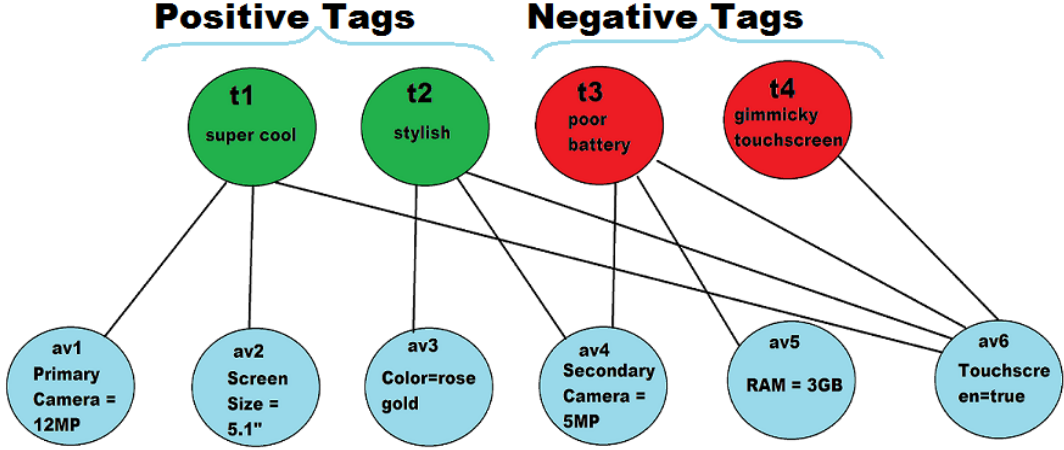 Positive Tags
Negative Tags
t1
super cool
t2
stylish
t3
poor
battery
t4
gimmicky
touchscreen
av1
Primary
Camera =
12MP
av2
Screen
Size =
5.1"
av3
Color=rose
gold
av4
Secondary
Camera =
5MP
av5
RAM = 3GB
av6
Touchscre
en=true